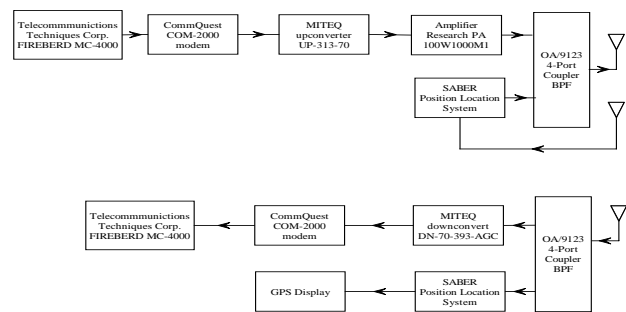 Telecommmunictions
Techniques Corp.
FIREBERD MC-4000
CommQuest
COM-2000
modem
MITEQ
upconverter
UP-313-70
Amplifier
Research PA
100W1000M1
OA/9123
4-Port
Coupler
BPF
SABER
Position Location
System
Telecommmunictions
Techniques Corp.
FIREBERD MC-4000
CommQuest
COM-2000
modem
MITEQ
downconvert
DN-70-393-AGC
OA/9123
4-Port
Coupler
BPF
GPS Display
SABER
Position Location
System